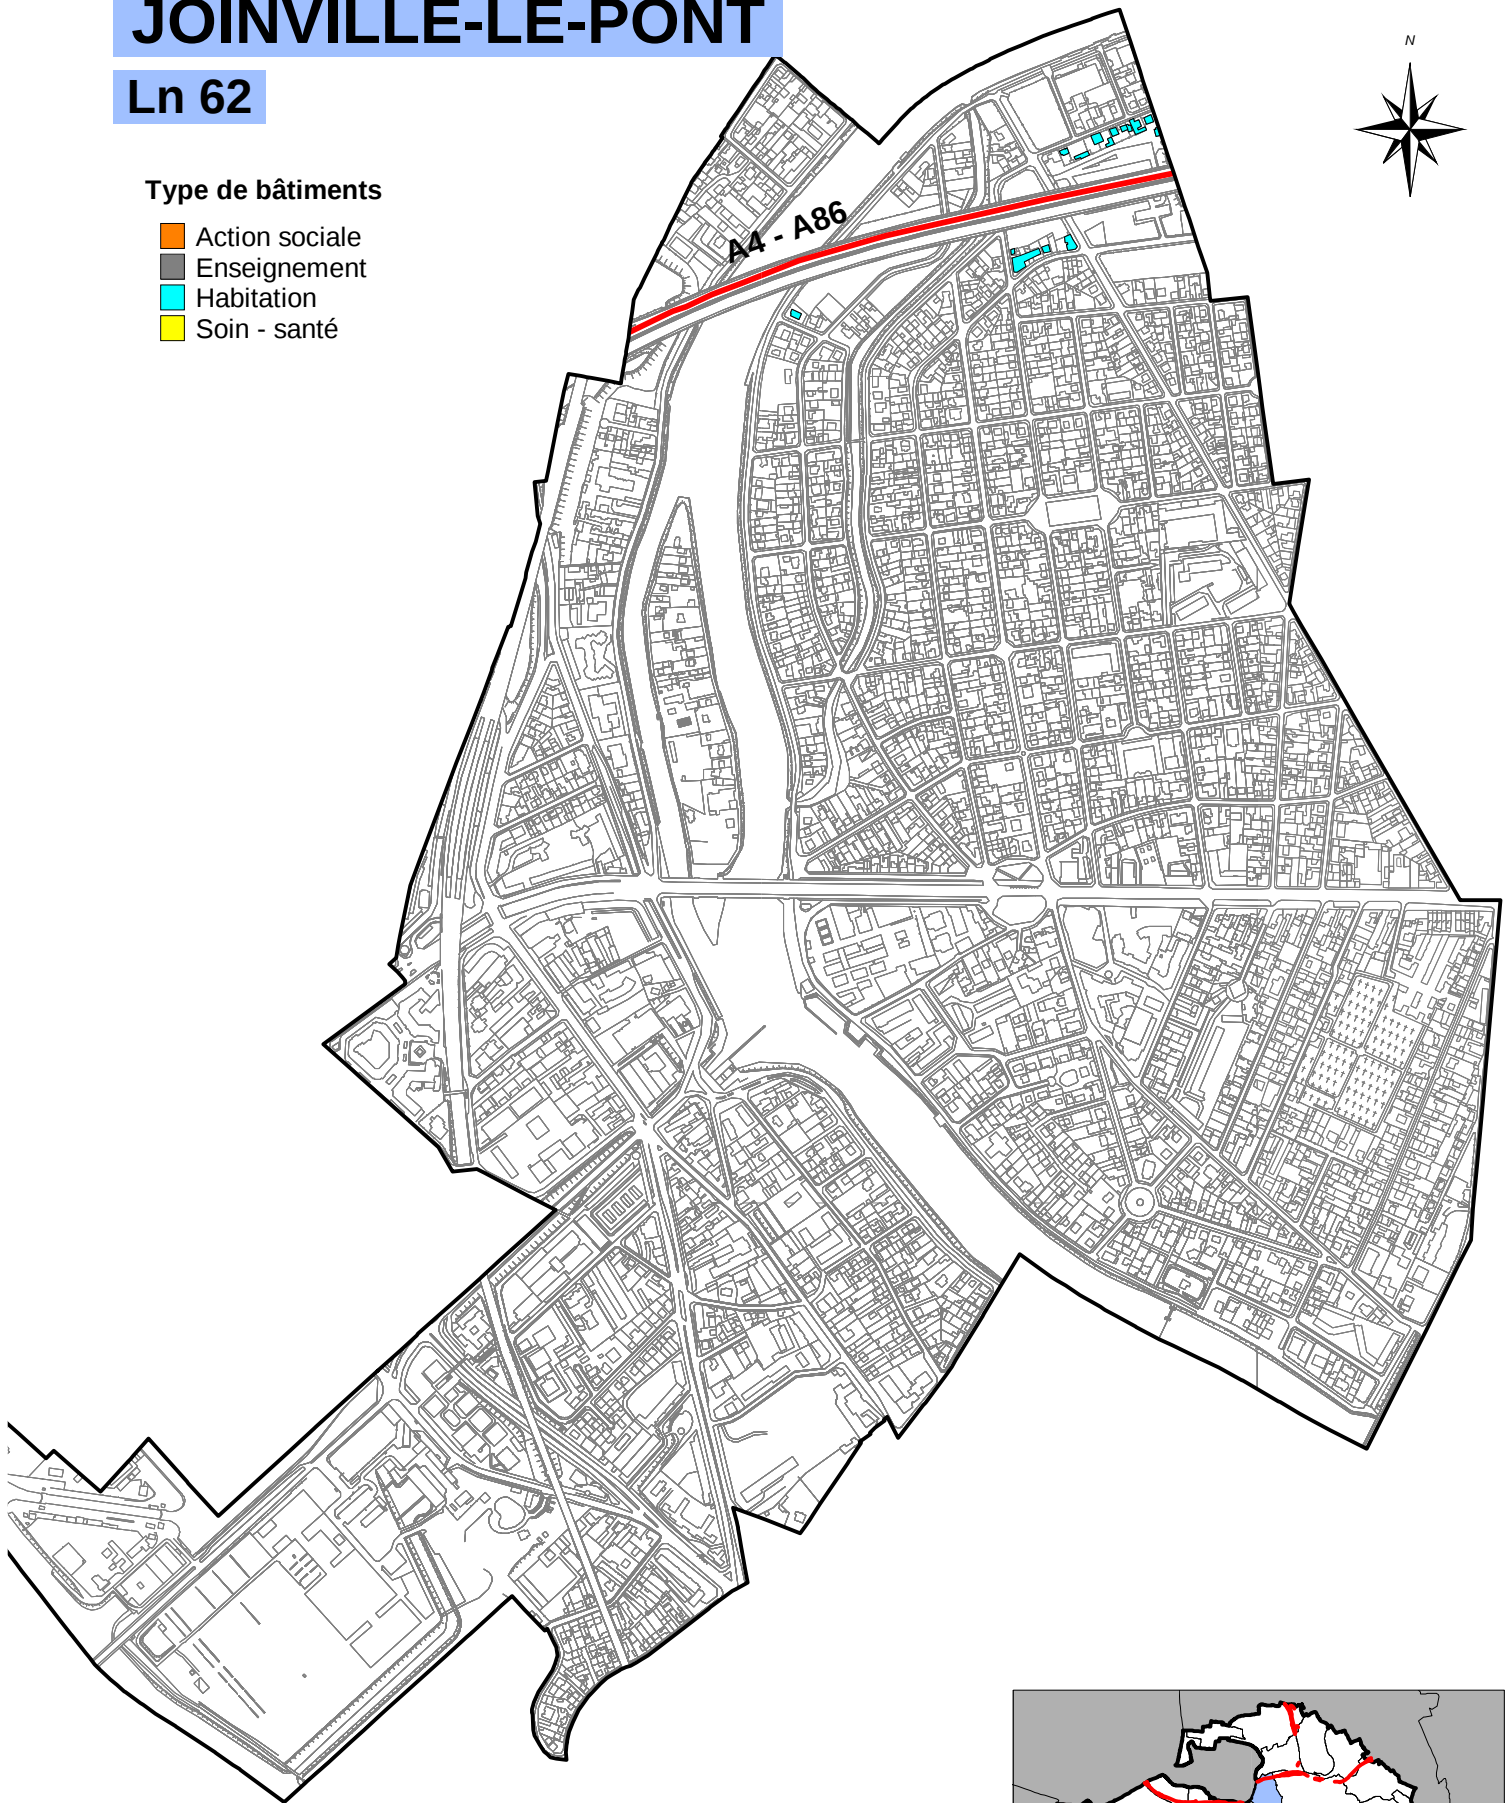 JOINVILLE-LE-PONT
Ln 62
N
Type de bâtiments
Action sociale
Enseignement
Habitation
Soin - santé
A4 - A86